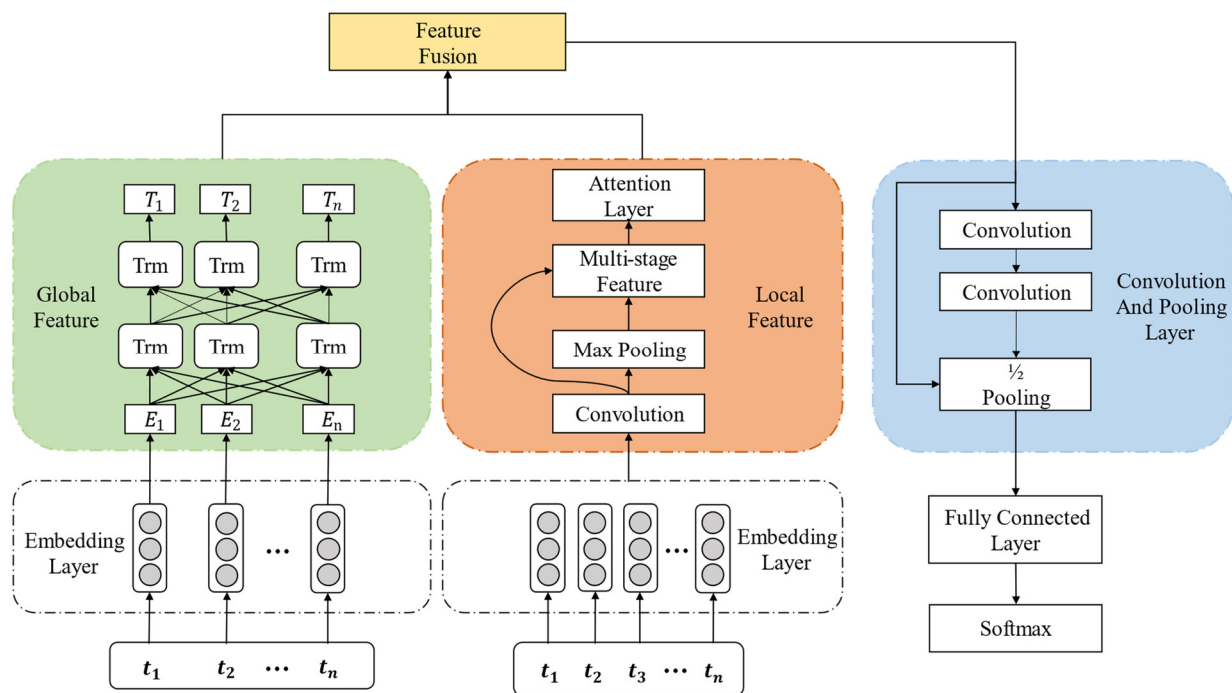 Feature
Fusion
T₁ T₂ Tₙ
Trm Trm Trm
Global
Feature
Trm Trm Trm
E₁ E₂ Eₙ
Embedding
Layer
...
t₁ t₂ ... tₙ
Attention
Layer
Multi-stage
Feature
Local
Feature
Max Pooling
Convolution
Embedding
Layer
...
t₁ t₂ t₃ ... tₙ
Convolution
Convolution
Convolution
And Pooling
Layer
½
Pooling
Fully Connected
Layer
Softmax